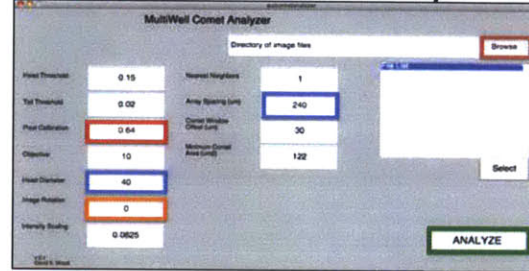 MultiWell Comet Analyzer
Directory of image files
Browse
Head Threshold 0.15 Nearest Neighbors 1
Tail Threshold 0.02 Array Spacing (um) 240
Pixel Calibration 0.64 Comet Window Offset (um) 30
Objective 10 Minimum Comet Area (um2) 122
Select
Head Diameter 40
Image Rotation 0
Intensity Scaling 0.0625
ANALYZE